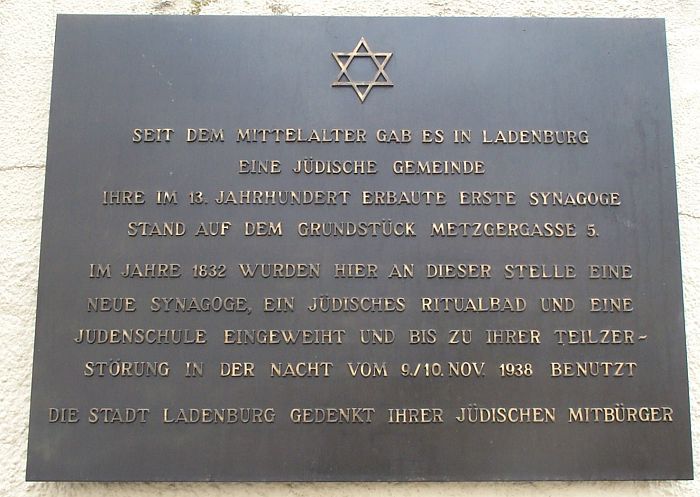 SEIT DEM MITTELALTER GAB ES IN LADENBURG
EINE JÜDISCHE GEMEINDE
IHRE IM 13. JAHRHUNDERT ERBAUTE ERSTE SYNAGOGE
STAND AUF DEM GRUNDSTÜCK METZGERGASSE 5.
IM JAHRE 1832 WURDEN HIER AN DIESER STELLE EINE
NEUE SYNAGOGE, EIN JÜDISCHES RITUALBAD UND EINE
JUDENSCHULE EINGEWEIHT UND BIS ZU IHRER TEILZER-
STÖRUNG IN DER NACHT VOM 9./10. NOV. 1938 BENUTZT
DIE STADT LADENBURG GEDENKT IHRER JÜDISCHEN MITBÜRGER